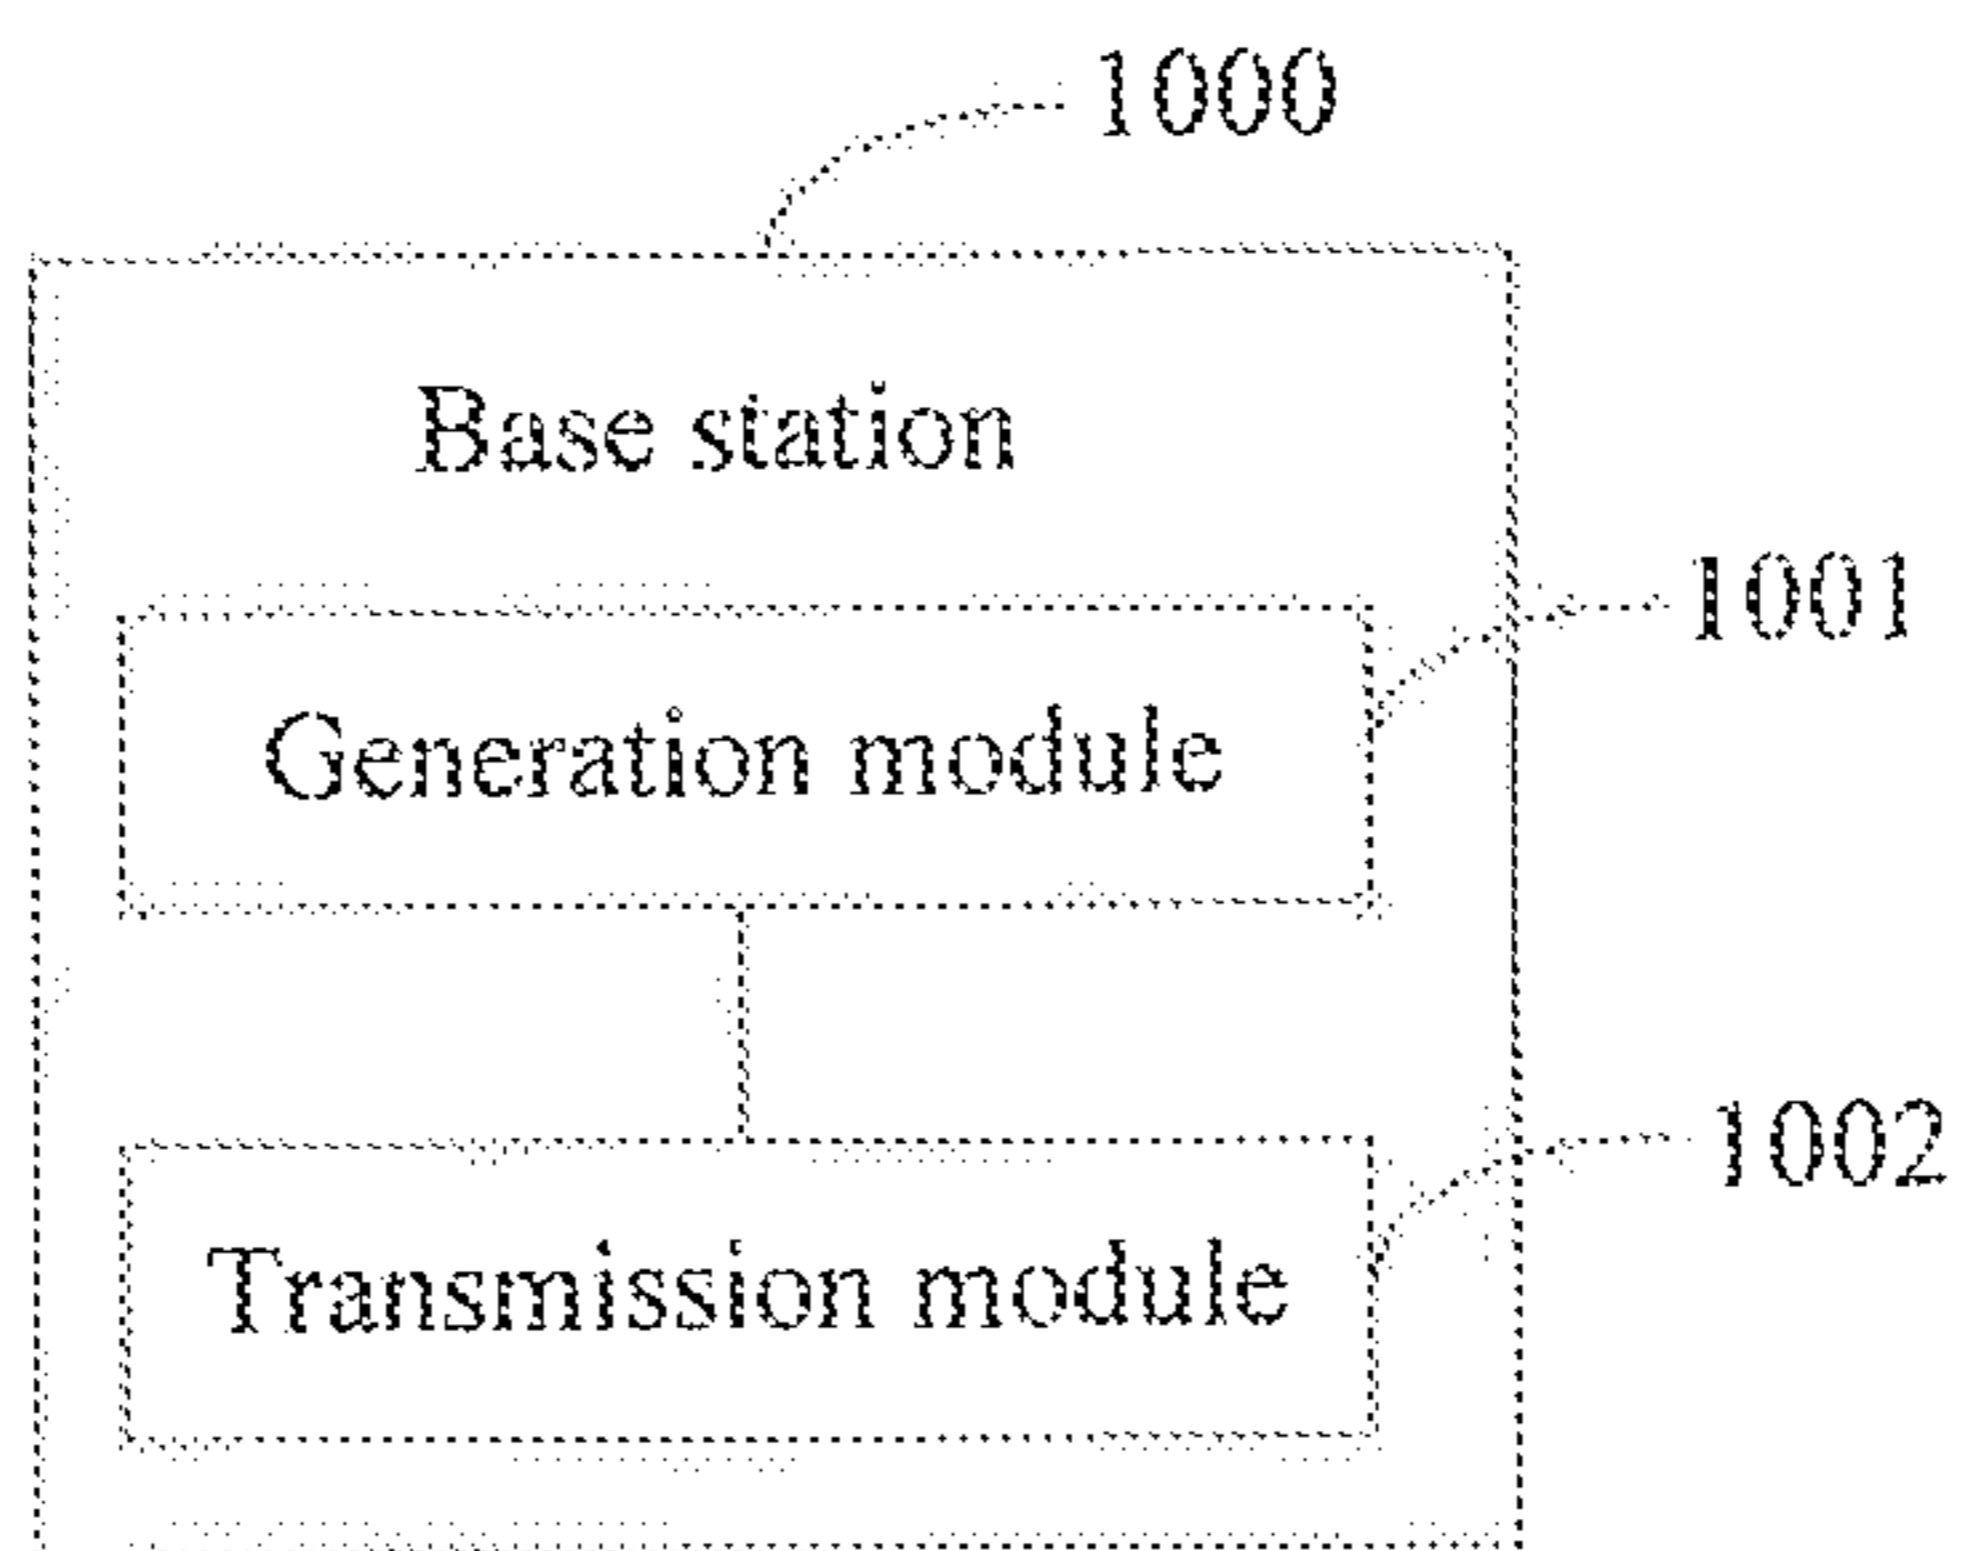 1000
Base station
1001
Generation module
1002
Transmission module